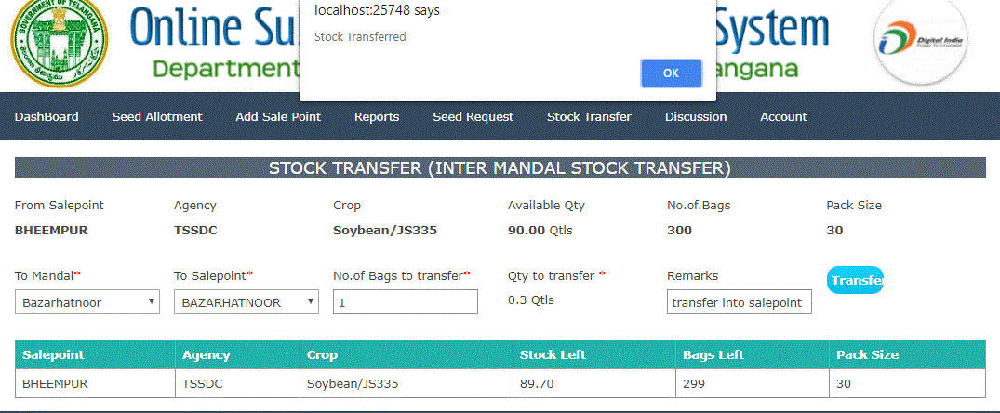 localhost:25748 says
Stock Transferred
OK
GOVERNMENT OF TELANGANA
Online Su System
Department angana
Digital India
Power To Empower
DashBoard Seed Allotment Add Sale Point Reports Seed Request Stock Transfer Discussion Account
STOCK TRANSFER (INTER MANDAL STOCK TRANSFER)
From Salepoint Agency Crop Available Qty No.of.Bags Pack Size
BHEEMPUR TSSDC Soybean/JS335 90.00 Qtls 300 30
To Mandal* To Salepoint* No.of Bags to transfer* Qty to transfer * Remarks
Bazarhatnoor BAZARHATNOOR 1 0.3 Qtls transfer into salepoint Transfe
Salepoint Agency Crop Stock Left Bags Left Pack Size
BHEEMPUR TSSDC Soybean/JS335 89.70 299 30